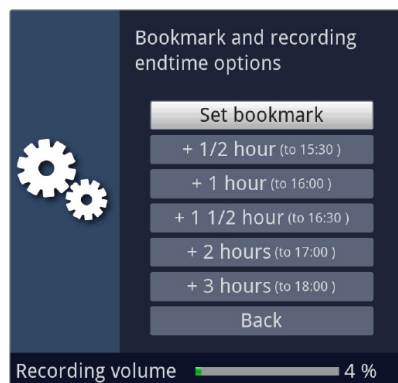 Bookmark and recording
endtime options
Set bookmark
+ 1/2 hour (to 15:30 )
+ 1 hour (to 16:00 )
+ 1 1/2 hour (to 16:30 )
+ 2 hours (to 17:00 )
+ 3 hours (to 18:00 )
Back
Recording volume 4 %